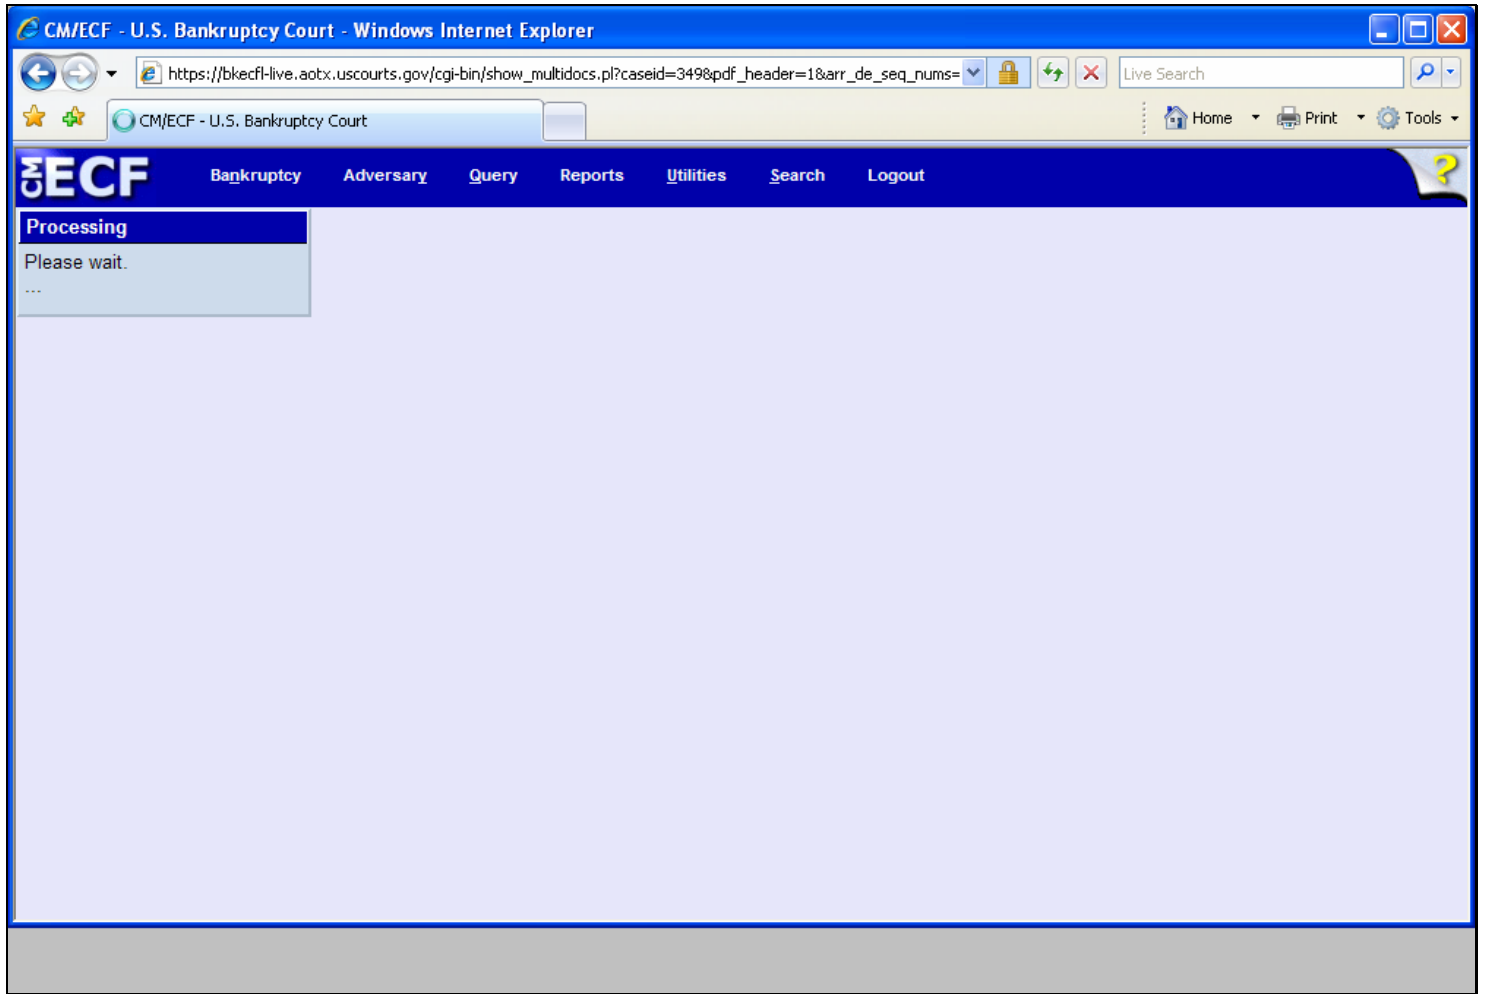 CM/ECF - U.S. Bankruptcy Court - Windows Internet Explorer
https://bkecfl-live.aotx.uscourts.gov/cgi-bin/show_multidocs.pl?caseid=349&pdf_header=1&arr_de_seq_nums=
Live Search
CM/ECF - U.S. Bankruptcy Court
Home Print Tools
CM ECF Bankruptcy Adversary Query Reports Utilities Search Logout ?
Processing
Please wait.
---